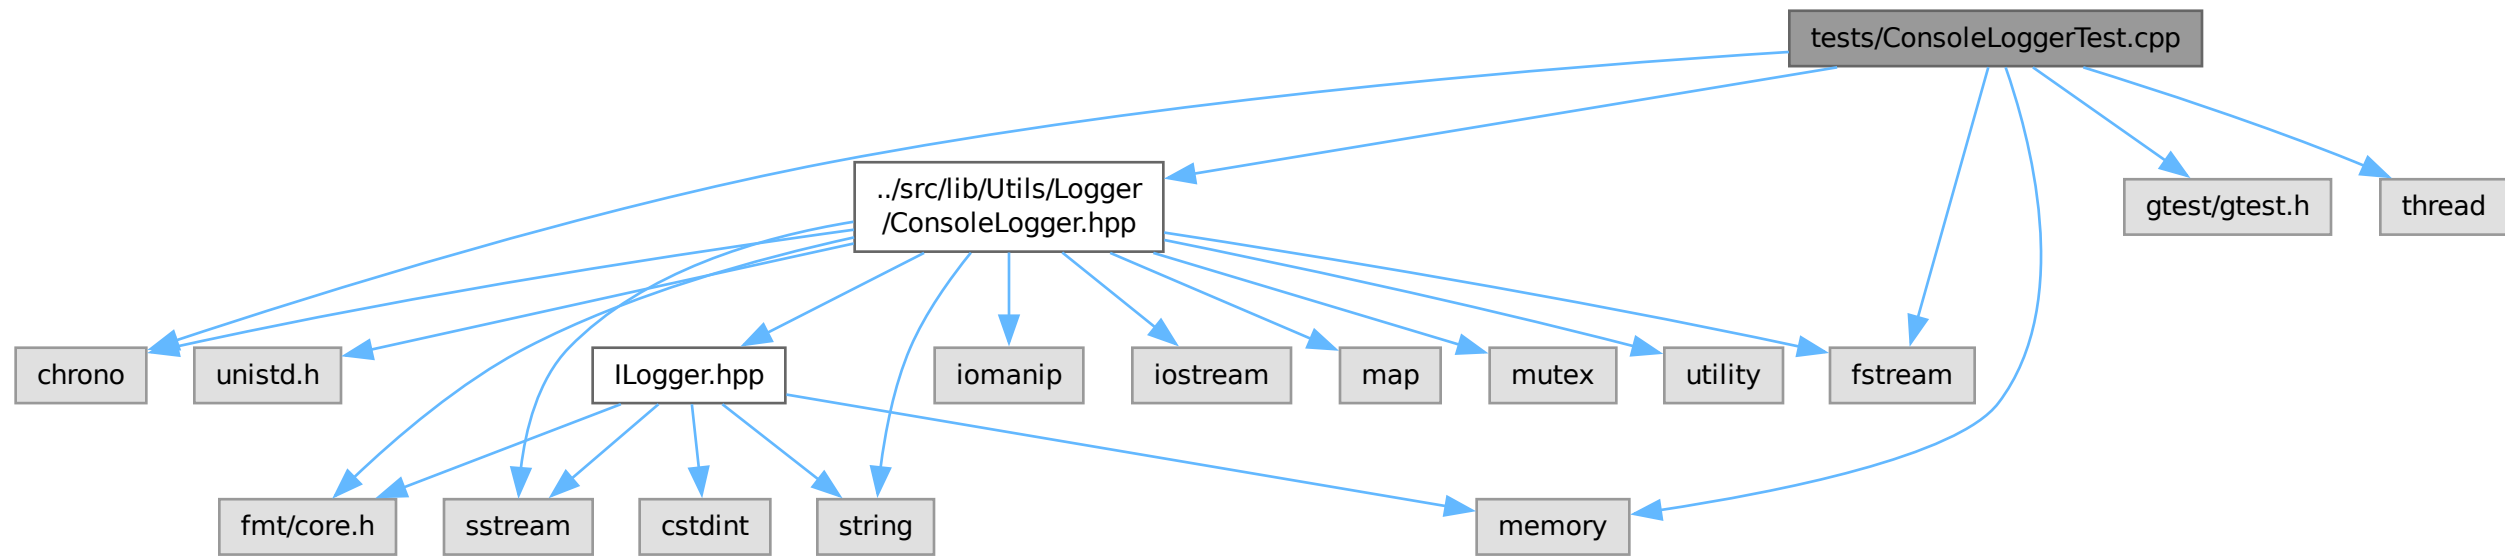 tests/ConsoleLoggerTest.cpp
../src/lib/Utils/Logger
/ConsoleLogger.hpp
gtest/gtest.h
thread
chrono
unistd.h
ILogger.hpp
iomanip
iostream
map
mutex
utility
fstream
fmt/core.h
sstream
cstdint
string
memory